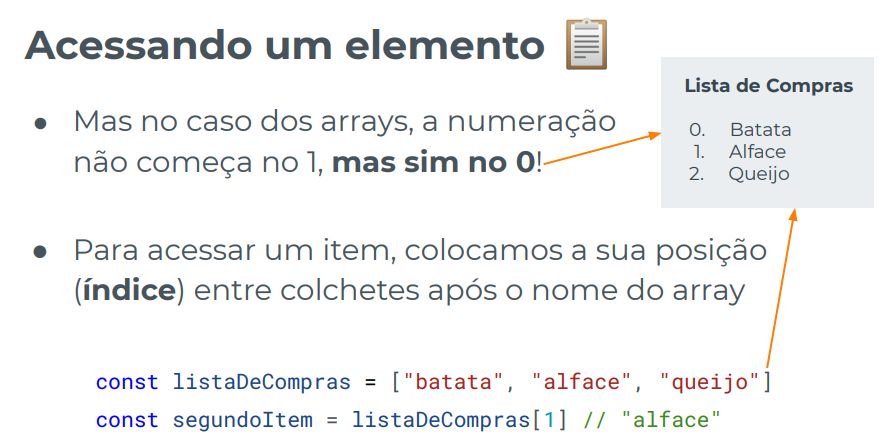 Acessando um elemento
● Mas no caso dos arrays, a numeração
não começa no 1, mas sim no 0!
Lista de Compras
0. Batata
1. Alface
2. Queijo
● Para acessar um item, colocamos a sua posição
(índice) entre colchetes após o nome do array
const listaDeCompras = ["batata", "alface", "queijo"]
const segundoItem = listaDeCompras[1] // "alface"